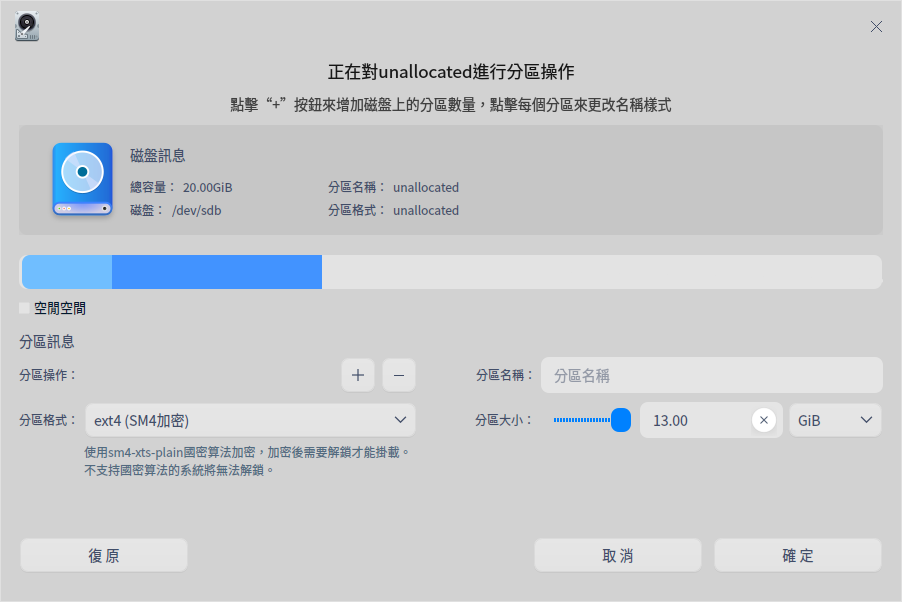 正在對unallocated進行分區操作
點擊“+”按鈕來增加磁盤上的分區數量，點擊每個分區來更改名稱樣式
磁盤訊息
總容量： 20.00GiB 分區名稱： unallocated
磁盤： /dev/sdb 分區格式： unallocated
空閒空間
分區訊息
分區操作： + − 分區名稱： 分區名稱
分區格式： ext4 (SM4加密) 分區大小： 13.00 GiB
使用sm4-xts-plain國密算法加密，加密後需要解鎖才能掛載。
不支持國密算法的系統將無法解鎖。
復原 取消 確定